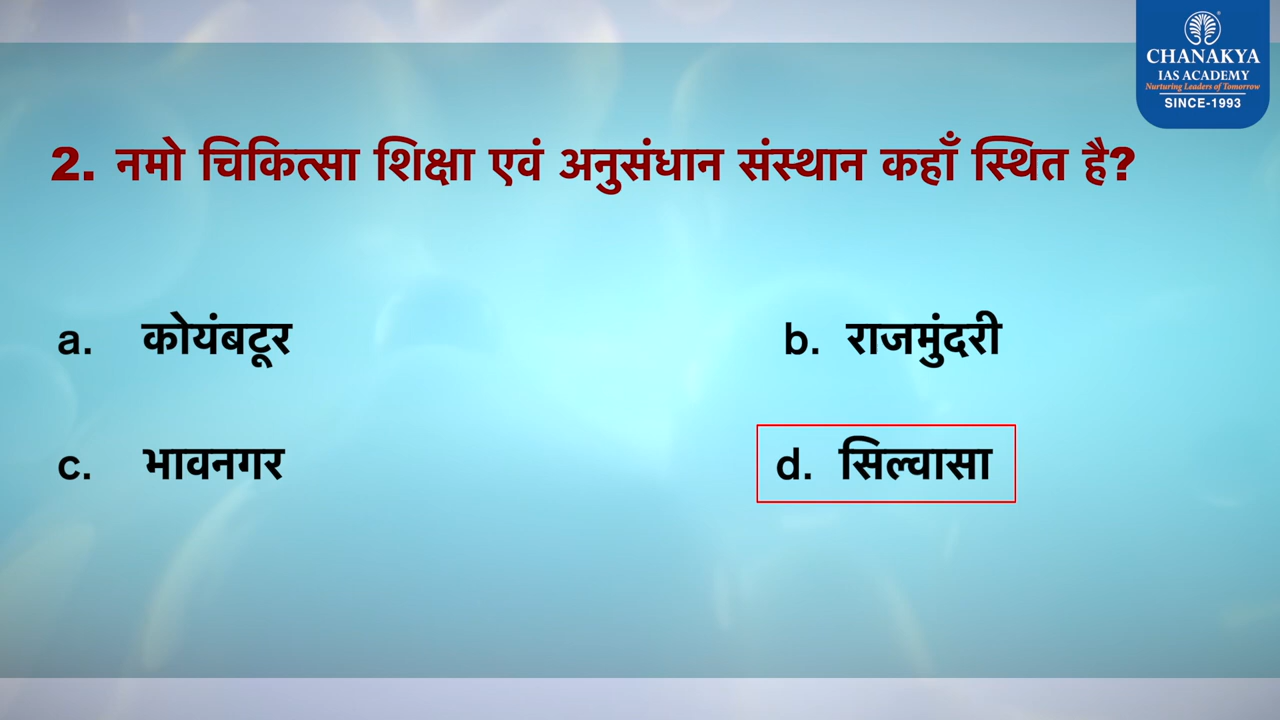 CHANAKYA
IAS ACADEMY
Nurturing Leaders of Tomorrow
SINCE-1993
2. नमो चिकित्सा शिक्षा एवं अनुसंधान संस्थान कहाँ स्थित है?
a. कोयंबटूर
b. राजमुंदरी
c. भावनगर
d. सिल्वासा